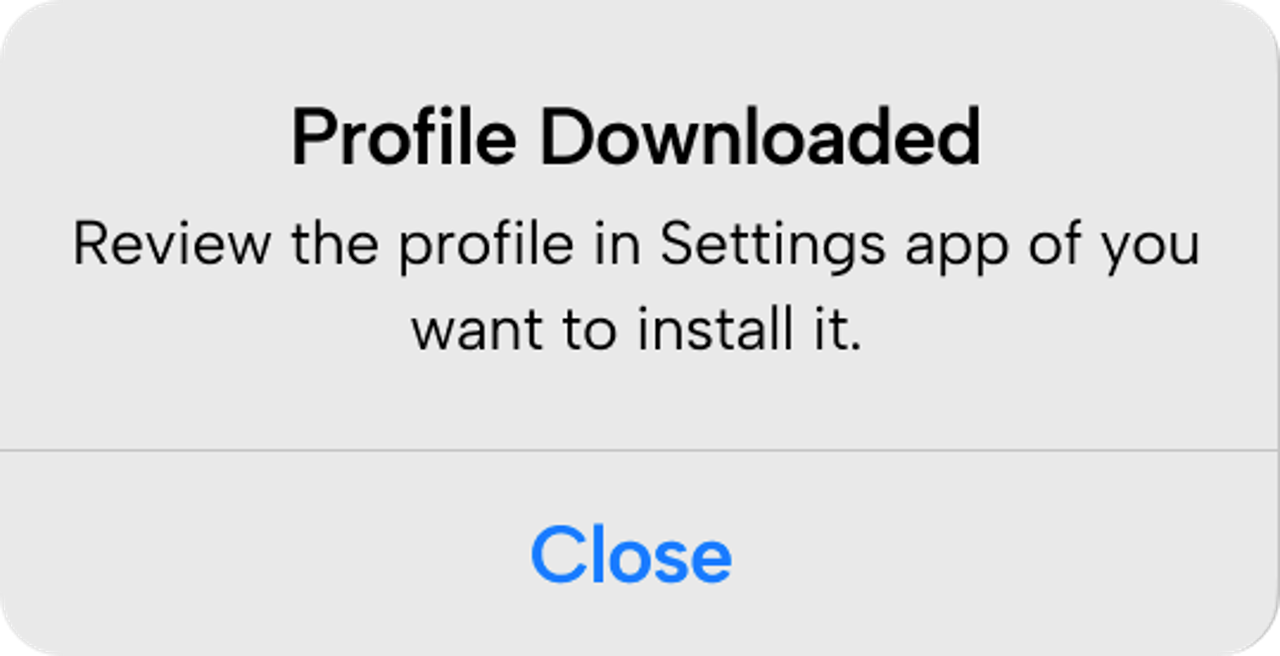 Profile Downloaded
Review the profile in Settings app of you
want to install it.
Close